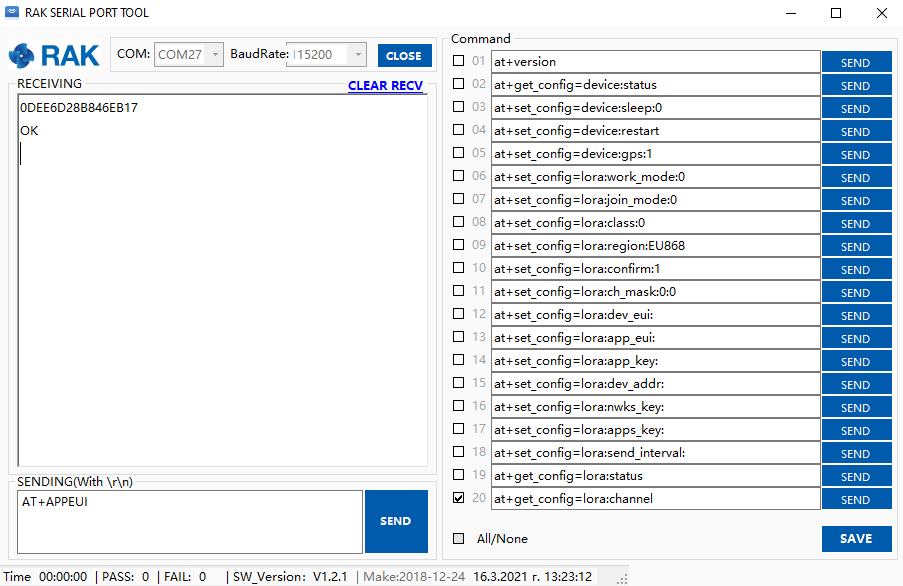 RAK SERIAL PORT TOOL
RAK
COM: COM27 BaudRate: 115200 CLOSE
RECEIVING CLEAR RECV
0DEE6D28B846EB17
OK
SENDING(With \r\n)
AT+APPEUI
SEND
Command
01 at+version SEND
02 at+get_config=device:status SEND
03 at+set_config=device:sleep:0 SEND
04 at+set_config=device:restart SEND
05 at+set_config=device:gps:1 SEND
06 at+set_config=lora:work_mode:0 SEND
07 at+set_config=lora:join_mode:0 SEND
08 at+set_config=lora:class:0 SEND
09 at+set_config=lora:region:EU868 SEND
10 at+set_config=lora:confirm:1 SEND
11 at+set_config=lora:ch_mask:0:0 SEND
12 at+set_config=lora:dev_eui: SEND
13 at+set_config=lora:app_eui: SEND
14 at+set_config=lora:app_key: SEND
15 at+set_config=lora:dev_addr: SEND
16 at+set_config=lora:nwks_key: SEND
17 at+set_config=lora:apps_key: SEND
18 at+set_config=lora:send_interval: SEND
19 at+get_config=lora:status SEND
20 at+get_config=lora:channel SEND
All/None SAVE
Time 00:00:00 | PASS: 0 | FAIL: 0 | SW_Version: V1.2.1 | Make:2018-12-24 16.3.2021 г. 13:23:12